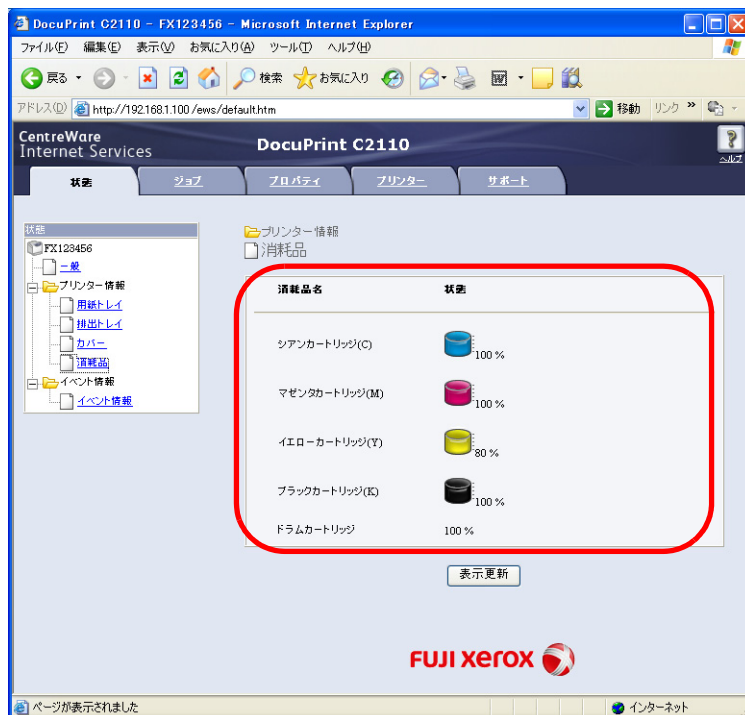 DocuPrint C2110 - FX123456 - Microsoft Internet Explorer
ファイル(F) 編集(E) 表示(V) お気に入り(A) ツール(T) ヘルプ(H)
戻る 検索 お気に入り
アドレス(D) http://192.168.1.100/ews/default.htm 移動 リンク »
CentreWare
Internet Services
DocuPrint C2110
ヘルプ
状態 ジョブ プロパティ プリンター サポート
状態
FX123456
一般
プリンター情報
用紙トレイ
排出トレイ
カバー
消耗品
イベント情報
イベント情報
プリンター情報
消耗品
消耗品名 状態
シアンカートリッジ(C) 100 %
マゼンタカートリッジ(M) 100 %
イエローカートリッジ(Y) 80 %
ブラックカートリッジ(K) 100 %
ドラムカートリッジ 100 %
表示更新
FUJI XEROX
ページが表示されました インターネット